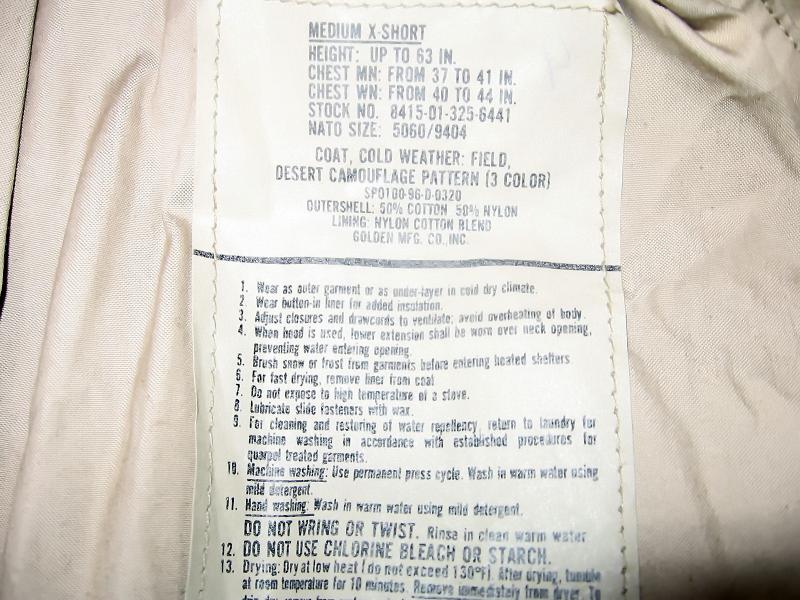 MEDIUM X-SHORT
HEIGHT: UP TO 63 IN.
CHEST MN: FROM 37 TO 41 IN.
CHEST WN: FROM 40 TO 44 IN.
STOCK NO. 8415-01-325-6441
NATO SIZE: 5060/9404
COAT, COLD WEATHER: FIELD,
DESERT CAMOUFLAGE PATTERN (3 COLOR)
SPO100-96-D-0320
OUTERSHELL: 50% COTTON 50% NYLON
LINING: NYLON COTTON BLEND
GOLDEN MFG. CO., INC.
1. Wear as outer garment or as under-layer in cold dry climate.
2. Wear button-in liner for added insulation.
3. Adjust closures and drawcords to ventilate; avoid overheating of body.
4. When hood is used, lower extension shall be worn over neck opening,
preventing water entering opening.
5. Brush snow or frost from garments before entering heated shelters.
6. For fast drying, remove liner from coat
7. Do not expose to high temperature of a stove.
8. Lubricate slide fasteners with wax.
9. For cleaning and restoring of water repellency, return to laundry for
machine washing in accordance with established procedures for
quarpel treated garments.
10. Machine washing: Use permanent press cycle. Wash in warm water using
mild detergent.
11. Hand washing: Wash in warm water using mild detergent.
DO NOT WRING OR TWIST. Rinse in clean warm water
12. DO NOT USE CHLORINE BLEACH OR STARCH.
13. Drying: Dry at low heat (do not exceed 130°F). After drying, tumble
at room temperature for 10 minutes. Remove immediately from dryer. To